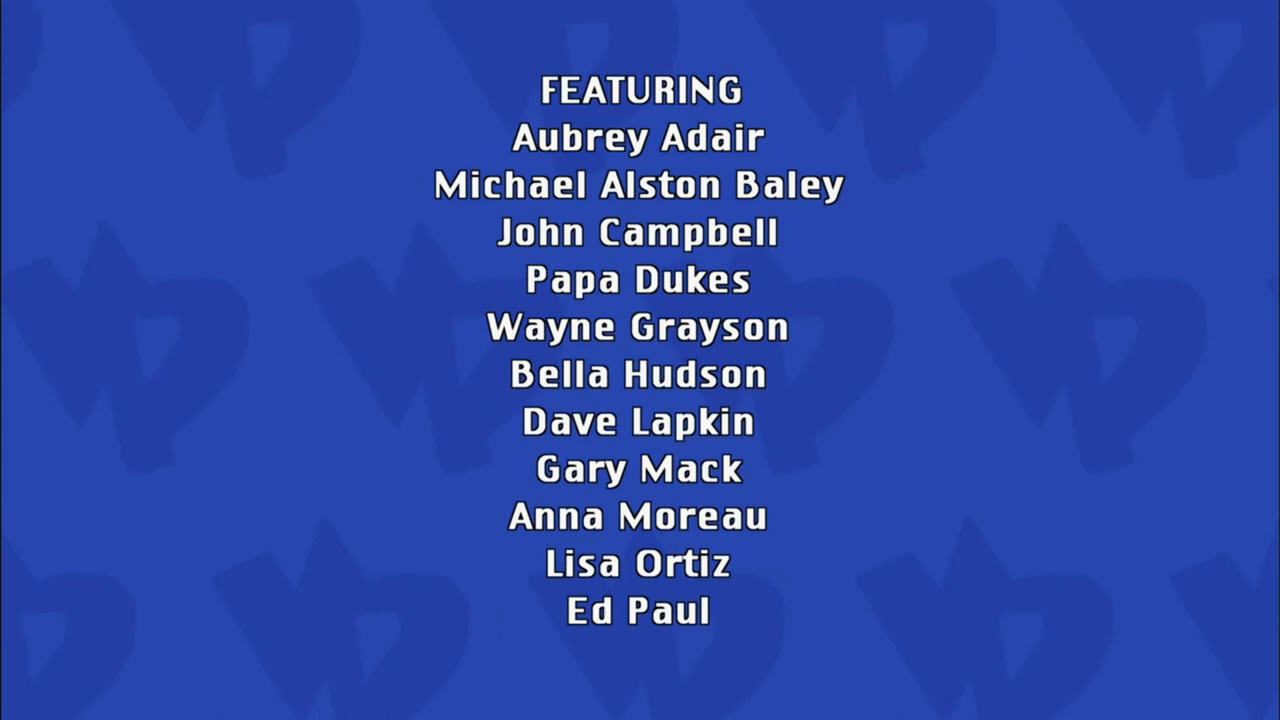 FEATURING
Aubrey Adair
Michael Alston Baley
John Campbell
Papa Dukes
Wayne Grayson
Bella Hudson
Dave Lapkin
Gary Mack
Anna Moreau
Lisa Ortiz
Ed Paul